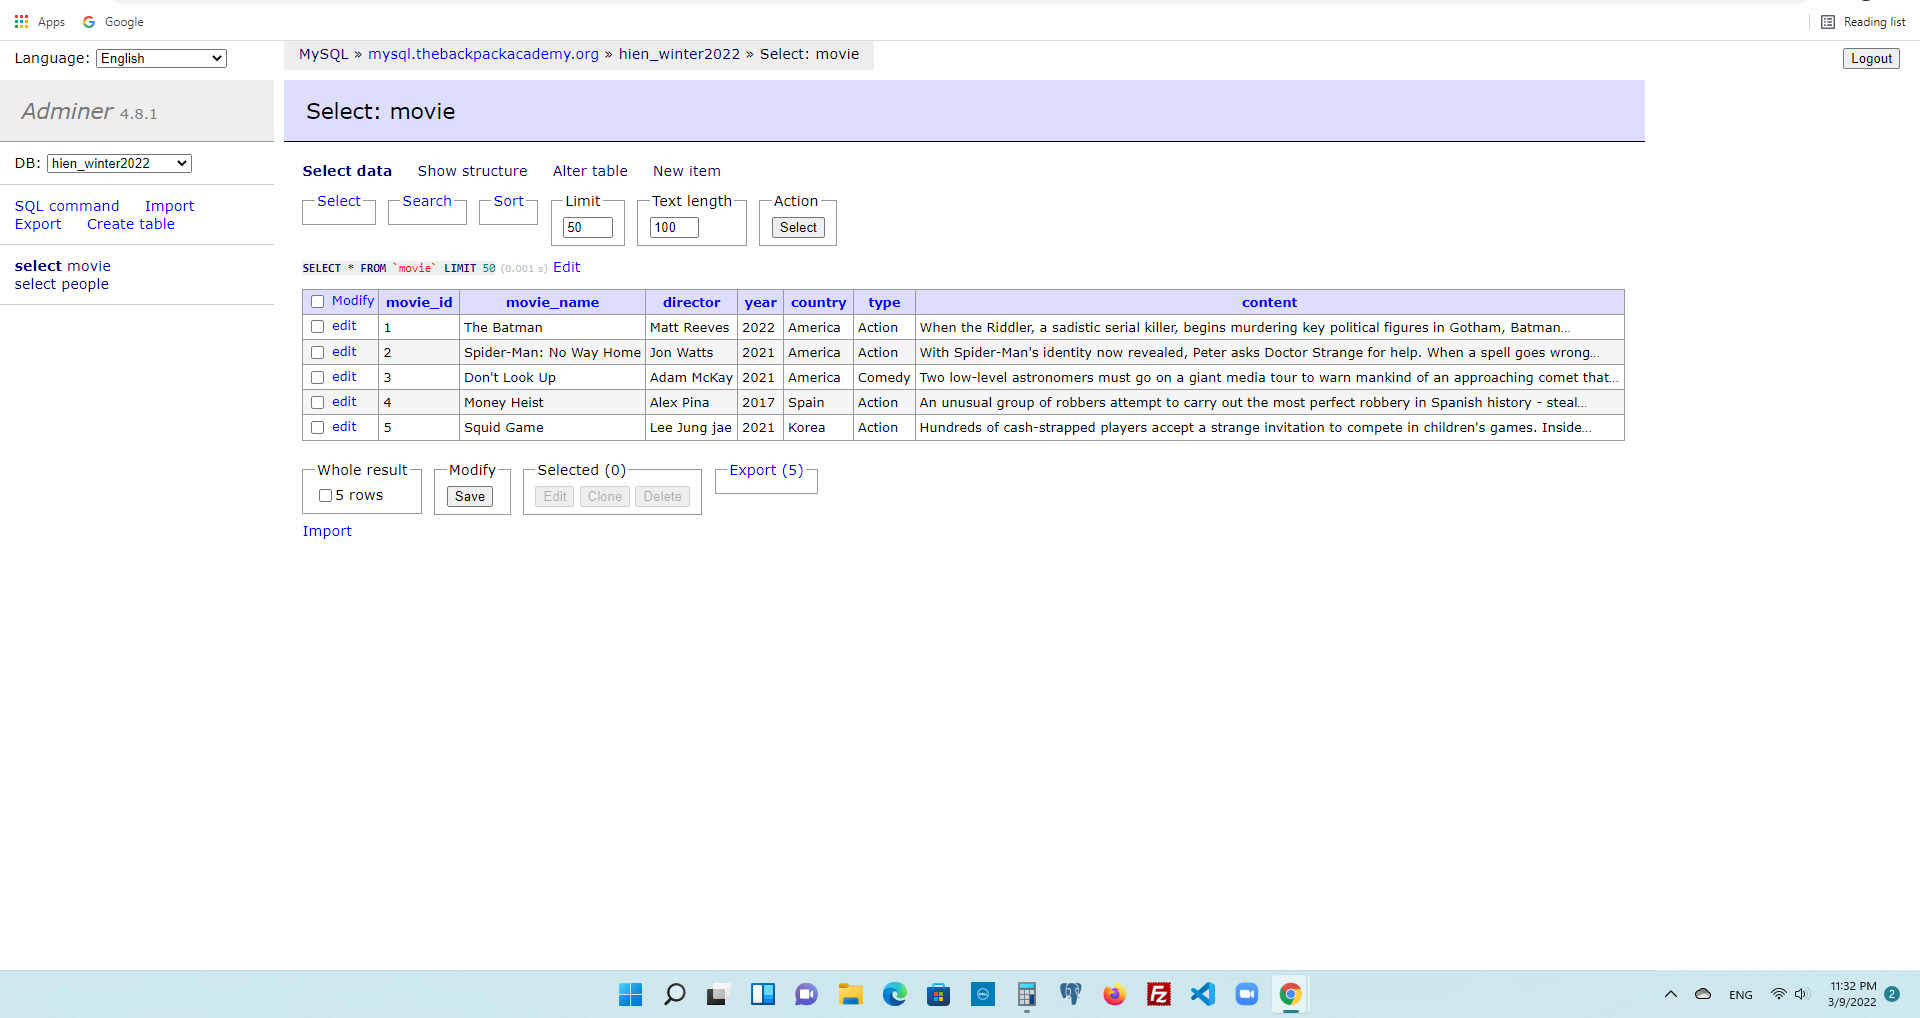 Apps Google Reading list
Language: English MySQL » mysql.thebackpackacademy.org » hien_winter2022 » Select: movie Logout
Adminer 4.8.1 Select: movie
DB: hien_winter2022
Select data Show structure Alter table New item
SQL command Import
Export Create table
select movie
select people
Select Search Sort Limit Text length Action
50 100 Select
SELECT * FROM `movie` LIMIT 50 (0.001 s) Edit
Modify movie_id movie_name director year country type content
edit 1 The Batman Matt Reeves 2022 America Action When the Riddler, a sadistic serial killer, begins murdering key political figures in Gotham, Batman...
edit 2 Spider-Man: No Way Home Jon Watts 2021 America Action With Spider-Man's identity now revealed, Peter asks Doctor Strange for help. When a spell goes wrong...
edit 3 Don't Look Up Adam McKay 2021 America Comedy Two low-level astronomers must go on a giant media tour to warn mankind of an approaching comet that...
edit 4 Money Heist Alex Pina 2017 Spain Action An unusual group of robbers attempt to carry out the most perfect robbery in Spanish history - steal...
edit 5 Squid Game Lee Jung jae 2021 Korea Action Hundreds of cash-strapped players accept a strange invitation to compete in children's games. Inside...
Whole result Modify Selected (0) Export (5)
5 rows Save Edit Clone Delete
Import
ENG 11:32 PM
3/9/2022 2